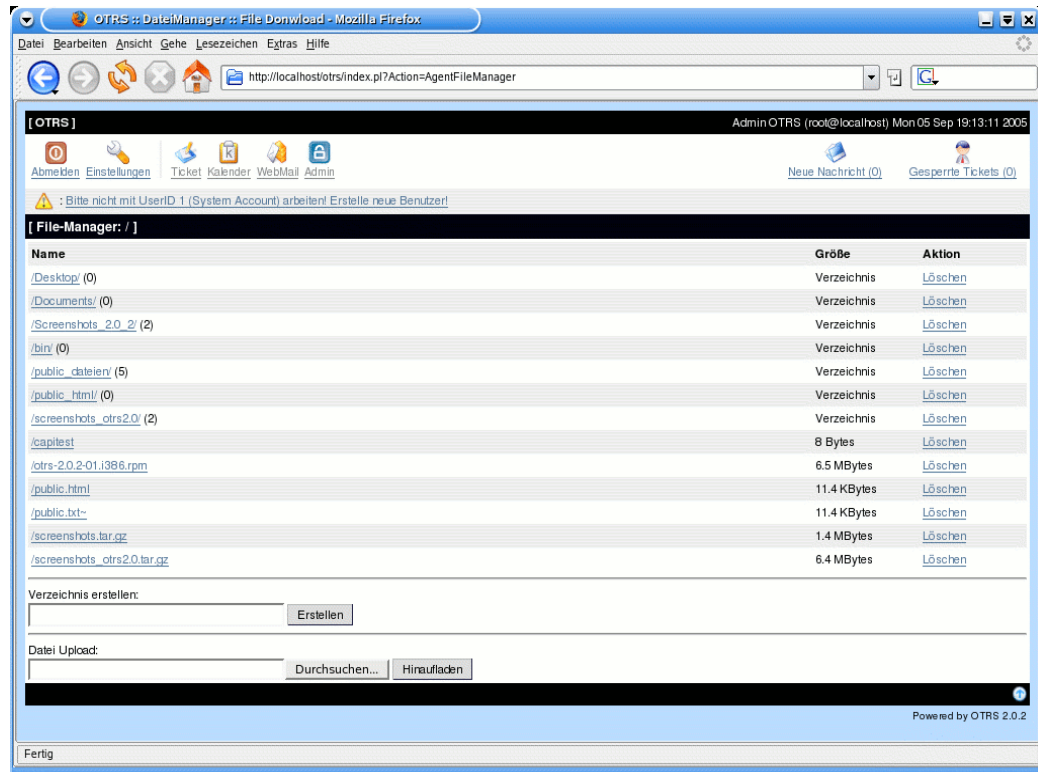 OTRS :: DateiManager :: File Donwload - Mozilla Firefox
Datei Bearbeiten Ansicht Gehe Lesezeichen Extras Hilfe
http://localhost/otrs/index.pl?Action=AgentFileManager
[ OTRS ] Admin OTRS (root@localhost) Mon 05 Sep 19:13:11 2005
Abmelden Einstellungen Ticket Kalender WebMail Admin Neue Nachricht (0) Gesperrte Tickets (0)
: Bitte nicht mit UserID 1 (System Account) arbeiten! Erstelle neue Benutzer!
[ File-Manager: / ]
Name Größe Aktion
/Desktop/ (0) Verzeichnis Löschen
/Documents/ (0) Verzeichnis Löschen
/Screenshots_2.0_2/ (2) Verzeichnis Löschen
/bin/ (0) Verzeichnis Löschen
/public_dateien/ (5) Verzeichnis Löschen
/public_html/ (0) Verzeichnis Löschen
/screenshots_otrs2.0/ (2) Verzeichnis Löschen
/capitest 8 Bytes Löschen
/otrs-2.0.2-01.i386.rpm 6.5 MBytes Löschen
/public.html 11.4 KBytes Löschen
/public.txt~ 11.4 KBytes Löschen
/screenshots.tar.gz 1.4 MBytes Löschen
/screenshots_otrs2.0.tar.gz 6.4 MBytes Löschen
Verzeichnis erstellen:
Erstellen
Datei Upload:
Durchsuchen... Hinaufladen
Powered by OTRS 2.0.2
Fertig